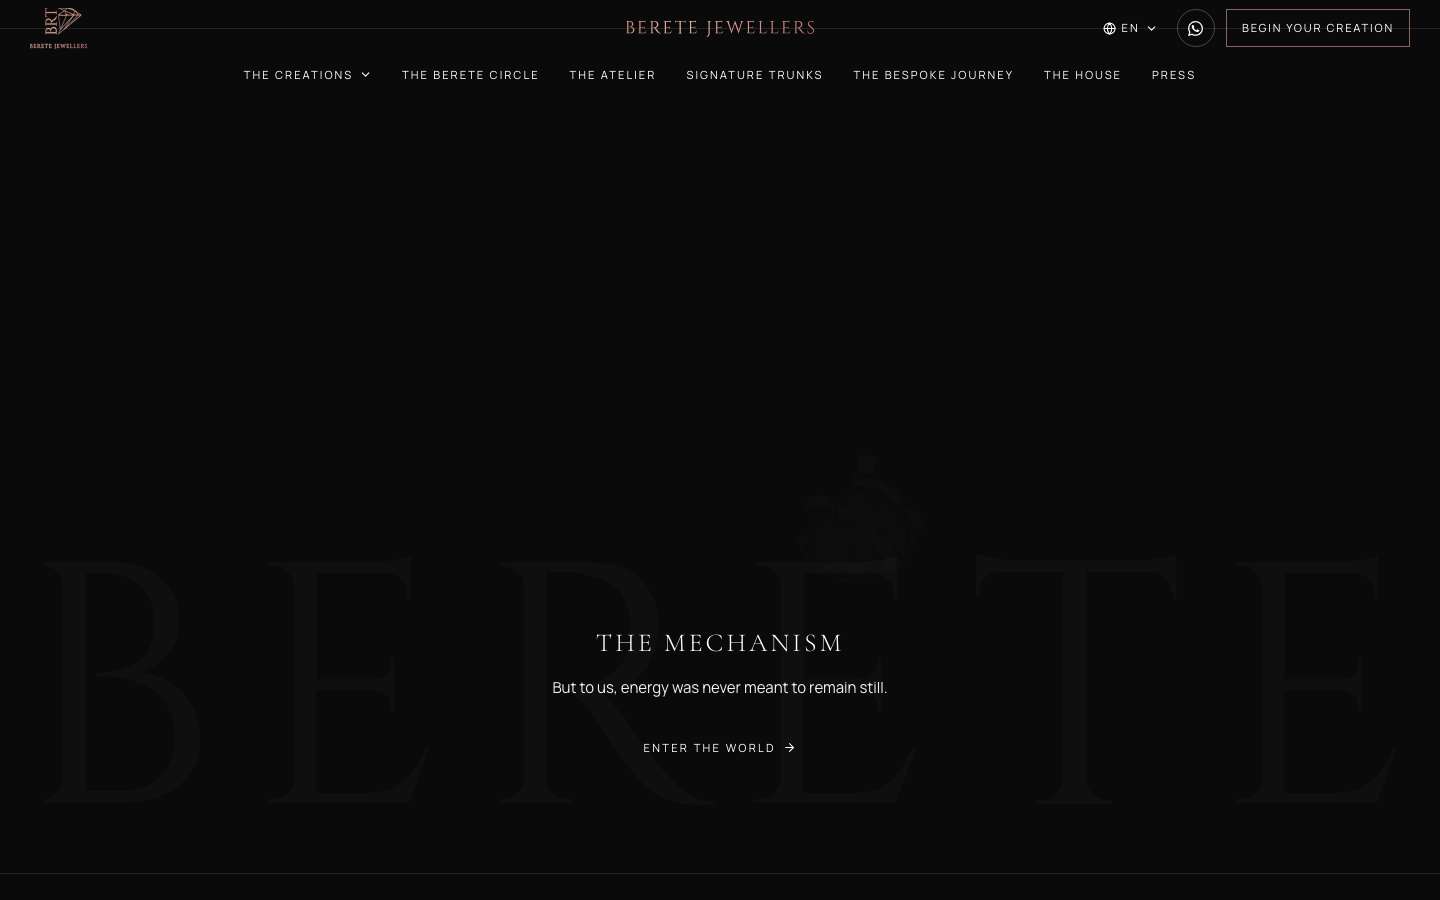 BRT
BERETE JEWELLERS
BERETE JEWELLERS
EN
BEGIN YOUR CREATION
THE CREATIONS
THE BERETE CIRCLE
THE ATELIER
SIGNATURE TRUNKS
THE BESPOKE JOURNEY
THE HOUSE
PRESS
BERETE
THE MECHANISM
But to us, energy was never meant to remain still.
ENTER THE WORLD →